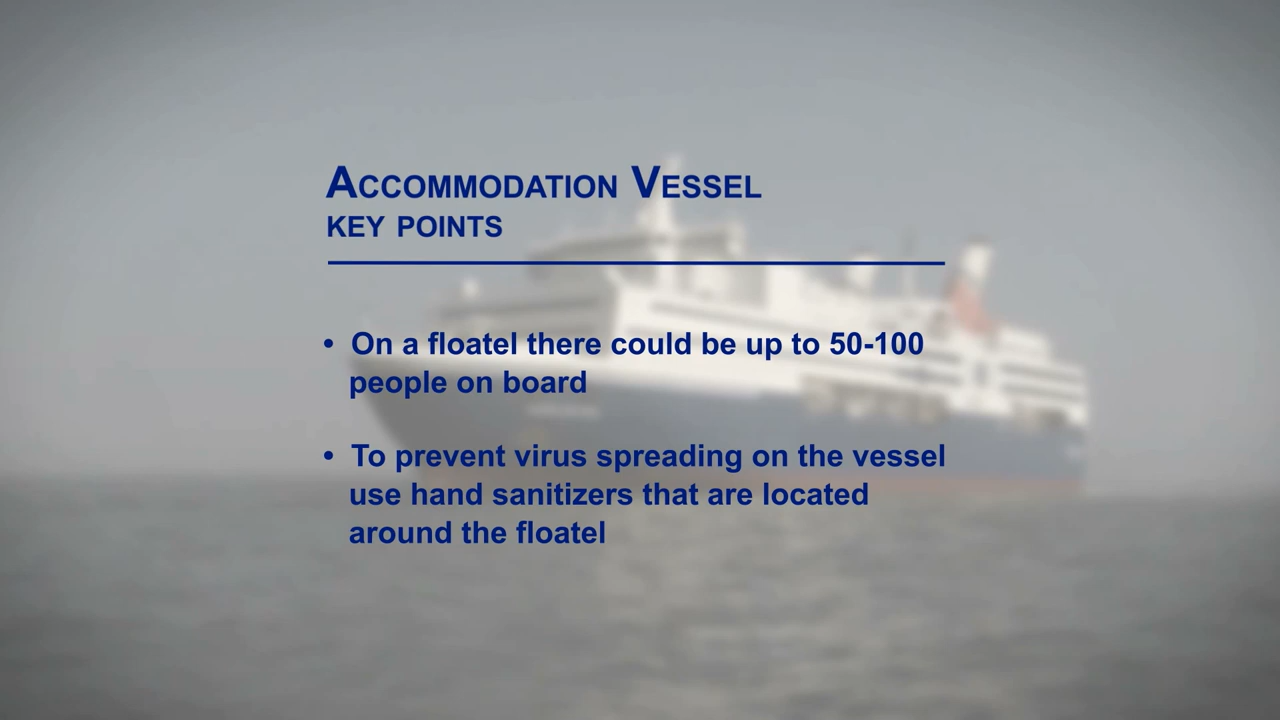 Accommodation Vessel
key points
• On a floatel there could be up to 50-100
people on board
• To prevent virus spreading on the vessel
use hand sanitizers that are located
around the floatel